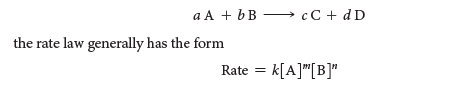 a A + b B ⟶ c C + d D
the rate law generally has the form
Rate = k[A]ᵐ[B]ⁿ